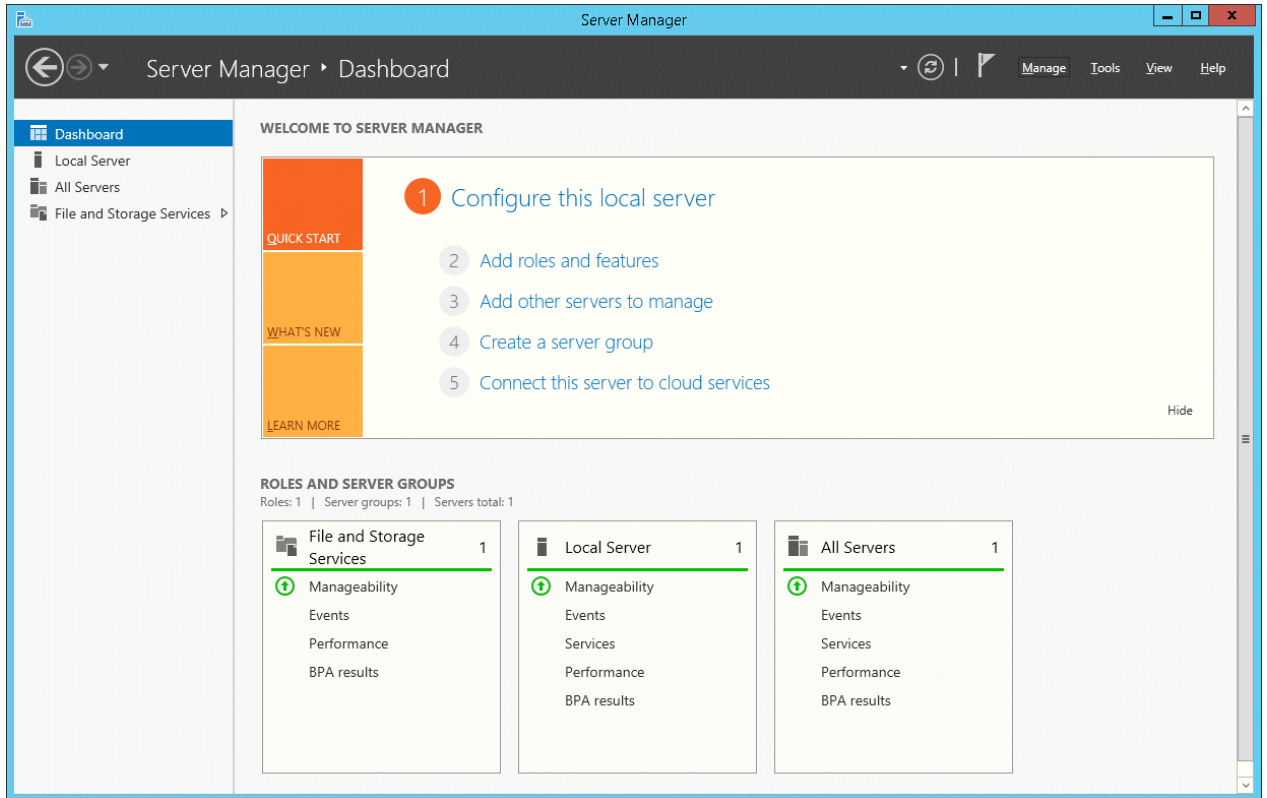 Server Manager
Server Manager • Dashboard
Manage Tools View Help
Dashboard
Local Server
All Servers
File and Storage Services
WELCOME TO SERVER MANAGER
QUICK START
WHAT'S NEW
LEARN MORE
1 Configure this local server
2 Add roles and features
3 Add other servers to manage
4 Create a server group
5 Connect this server to cloud services
Hide
ROLES AND SERVER GROUPS
Roles: 1 | Server groups: 1 | Servers total: 1
File and Storage
Services 1
Manageability
Events
Performance
BPA results
Local Server 1
Manageability
Events
Services
Performance
BPA results
All Servers 1
Manageability
Events
Services
Performance
BPA results